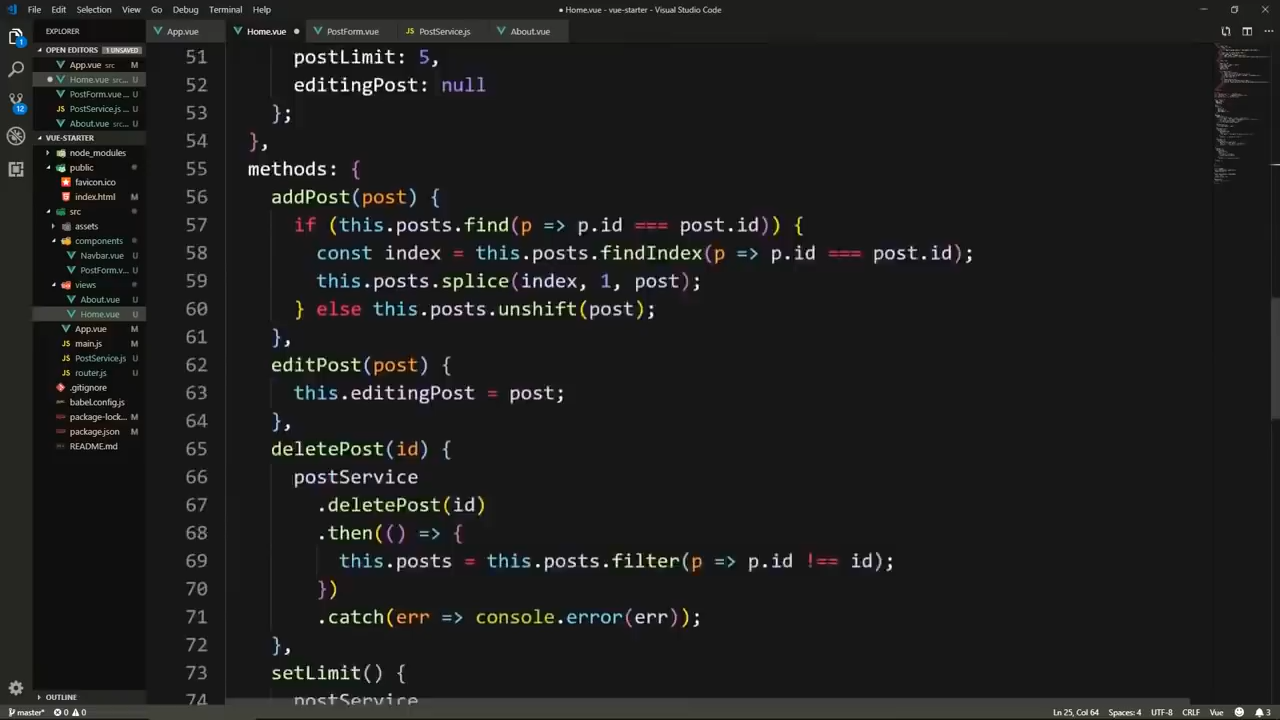 File Edit Selection View Go Debug Terminal Help
● Home.vue - vue-starter - Visual Studio Code
EXPLORER
App.vue
Home.vue ●
PostForm.vue
PostService.js
About.vue
OPEN EDITORS 1 UNSAVED
App.vue src M
● Home.vue src... U
PostForm.vue ... U
PostService.js ... U
About.vue src... U
VUE-STARTER
node_modules
public
favicon.ico
index.html M
src
assets
components
Navbar.vue U
PostForm.v... U
views
About.vue U
Home.vue U
App.vue M
main.js M
PostService.js U
router.js U
.gitignore
babel.config.js
package-lock... M
package.json M
README.md
OUTLINE
1
12
51 postLimit: 5,
52 editingPost: null
53 };
54 },
55 methods: {
56 addPost(post) {
57 if (this.posts.find(p => p.id === post.id)) {
58 const index = this.posts.findIndex(p => p.id === post.id);
59 this.posts.splice(index, 1, post);
60 } else this.posts.unshift(post);
61 },
62 editPost(post) {
63 this.editingPost = post;
64 },
65 deletePost(id) {
66 postService
67 .deletePost(id)
68 .then(() => {
69 this.posts = this.posts.filter(p => p.id !== id);
70 })
71 .catch(err => console.error(err));
72 },
73 setLimit() {
74 postService
master* 0 0 Ln 25, Col 64 Spaces: 4 UTF-8 CRLF Vue 3